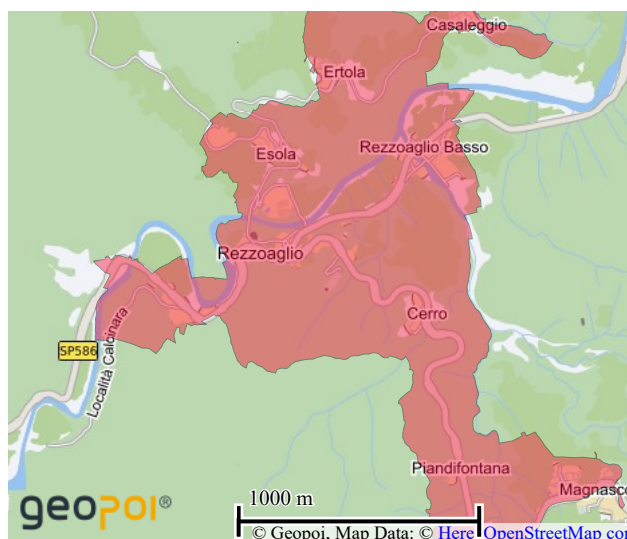 Casaleggio
Ertola
Rezzoaglio Basso
Esola
Rezzoaglio
Cerro
SP586
Località Calcinara
Piandifontana
Magnasco
geopoi®
1000 m
© Geopoi, Map Data: © Here OpenStreetMap con